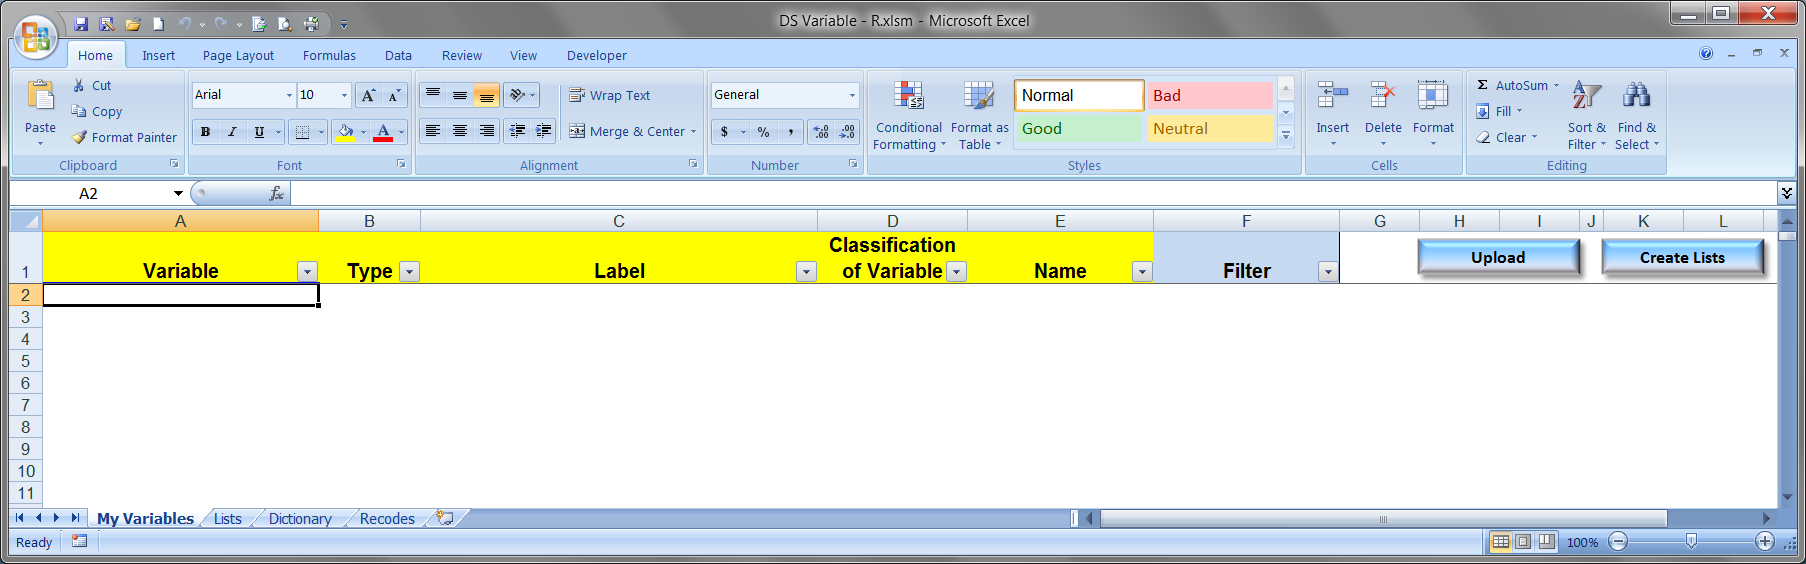 DS Variable - R.xlsm - Microsoft Excel
Home Insert Page Layout Formulas Data Review View Developer
Paste
Cut
Copy
Format Painter
Clipboard
Arial 10
B I U A
Font
Wrap Text
Merge & Center
Alignment
General
$ % ,
Number
Conditional Formatting
Format as Table
Normal Bad
Good Neutral
Styles
Insert Delete Format
Cells
Σ AutoSum
Fill
Clear
Sort & Filter
Find & Select
Editing
A2 fx
A B C D E F G H I J K L
1 Variable Type Label Classification of Variable Name Filter Upload Create Lists
2
3
4
5
6
7
8
9
10
11
My Variables Lists Dictionary Recodes
Ready 100%